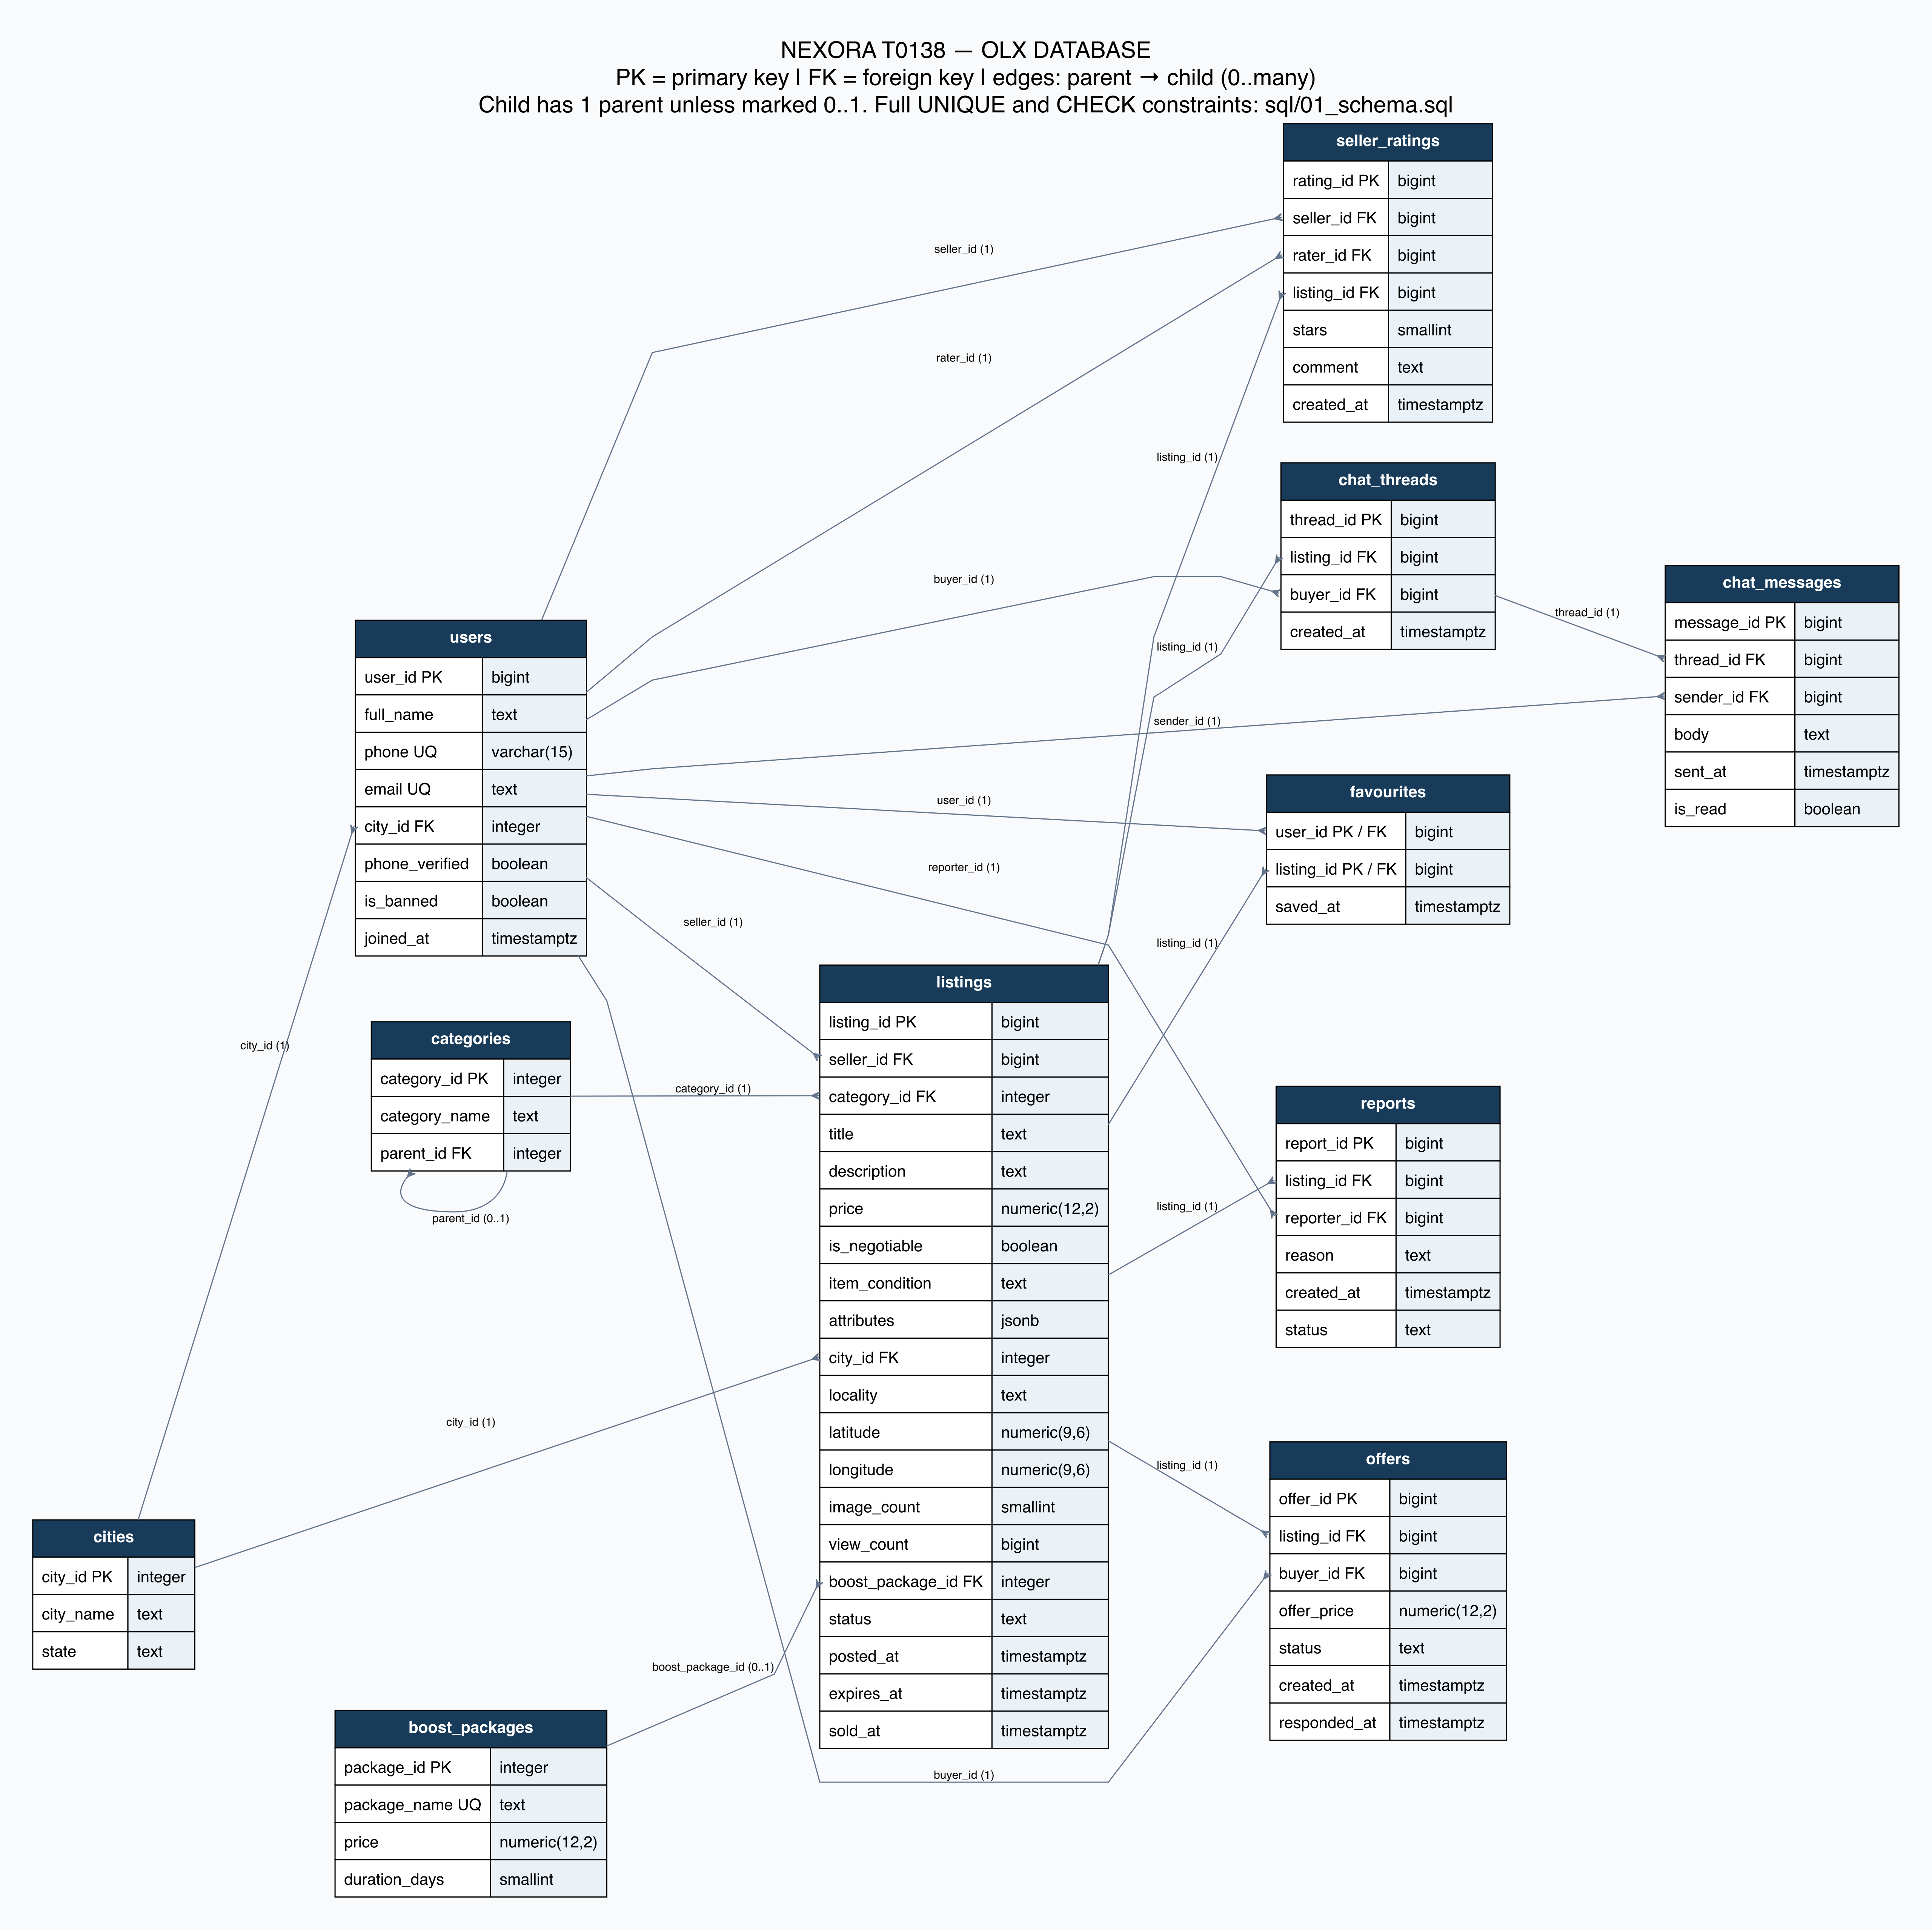 NEXORA T0138 — OLX DATABASE
PK = primary key | FK = foreign key | edges: parent → child (0..many)
Child has 1 parent unless marked 0..1. Full UNIQUE and CHECK constraints: sql/01_schema.sql
seller_ratings
rating_id PK bigint
seller_id FK bigint
rater_id FK bigint
listing_id FK bigint
stars smallint
comment text
created_at timestamptz
seller_id (1)
rater_id (1)
listing_id (1)
chat_threads
thread_id PK bigint
listing_id FK bigint
buyer_id FK bigint
created_at timestamptz
buyer_id (1)
listing_id (1)
thread_id (1)
chat_messages
message_id PK bigint
thread_id FK bigint
sender_id FK bigint
body text
sent_at timestamptz
is_read boolean
sender_id (1)
users
user_id PK bigint
full_name text
phone UQ varchar(15)
email UQ text
city_id FK integer
phone_verified boolean
is_banned boolean
joined_at timestamptz
user_id (1)
favourites
user_id PK / FK bigint
listing_id PK / FK bigint
saved_at timestamptz
reporter_id (1)
seller_id (1)
listing_id (1)
city_id (1)
categories
category_id PK integer
category_name text
parent_id FK integer
category_id (1)
parent_id (0..1)
listings
listing_id PK bigint
seller_id FK bigint
category_id FK integer
title text
description text
price numeric(12,2)
is_negotiable boolean
item_condition text
attributes jsonb
city_id FK integer
locality text
latitude numeric(9,6)
longitude numeric(9,6)
image_count smallint
view_count bigint
boost_package_id FK integer
status text
posted_at timestamptz
expires_at timestamptz
sold_at timestamptz
reports
report_id PK bigint
listing_id FK bigint
reporter_id FK bigint
reason text
created_at timestamptz
status text
listing_id (1)
city_id (1)
listing_id (1)
offers
offer_id PK bigint
listing_id FK bigint
buyer_id FK bigint
offer_price numeric(12,2)
status text
created_at timestamptz
responded_at timestamptz
cities
city_id PK integer
city_name text
state text
boost_package_id (0..1)
boost_packages
package_id PK integer
package_name UQ text
price numeric(12,2)
duration_days smallint
buyer_id (1)